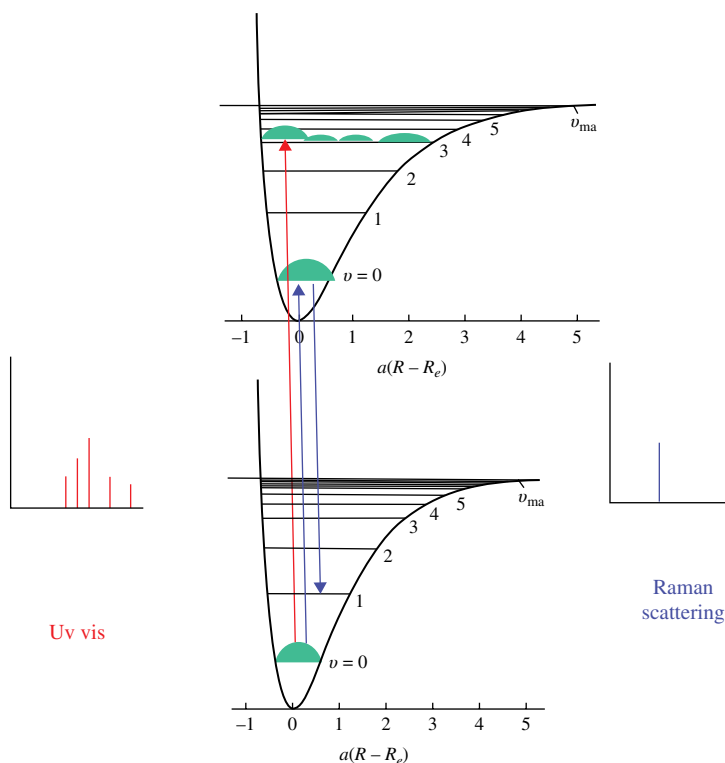 5
4
υma
3
2
1
υ = 0
–1 0 1 2 3 4 5
a(R – Re)
5
υma
4
3
2
1
υ = 0
–1 0 1 2 3 4 5
a(R – Re)
Uv vis
Raman
scattering